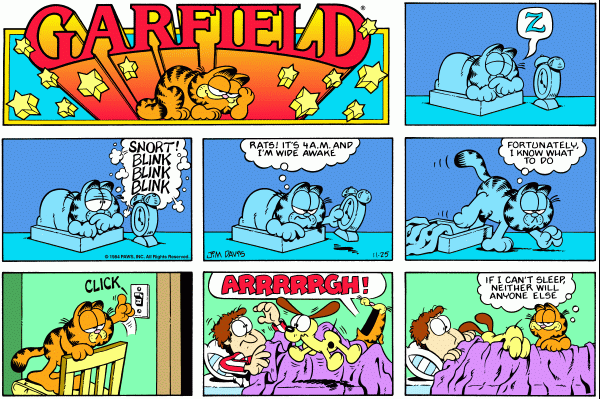 GARFIELD®
Z
SNORT!
BLINK
BLINK
BLINK
© 1984 PAWS, INC. All Rights Reserved.
RATS! IT'S 4 A.M. AND
I'M WIDE AWAKE
JIM DAVIS
11-25
FORTUNATELY,
I KNOW WHAT
TO DO
CLICK
ARRRRRGH!
IF I CAN'T SLEEP,
NEITHER WILL
ANYONE ELSE